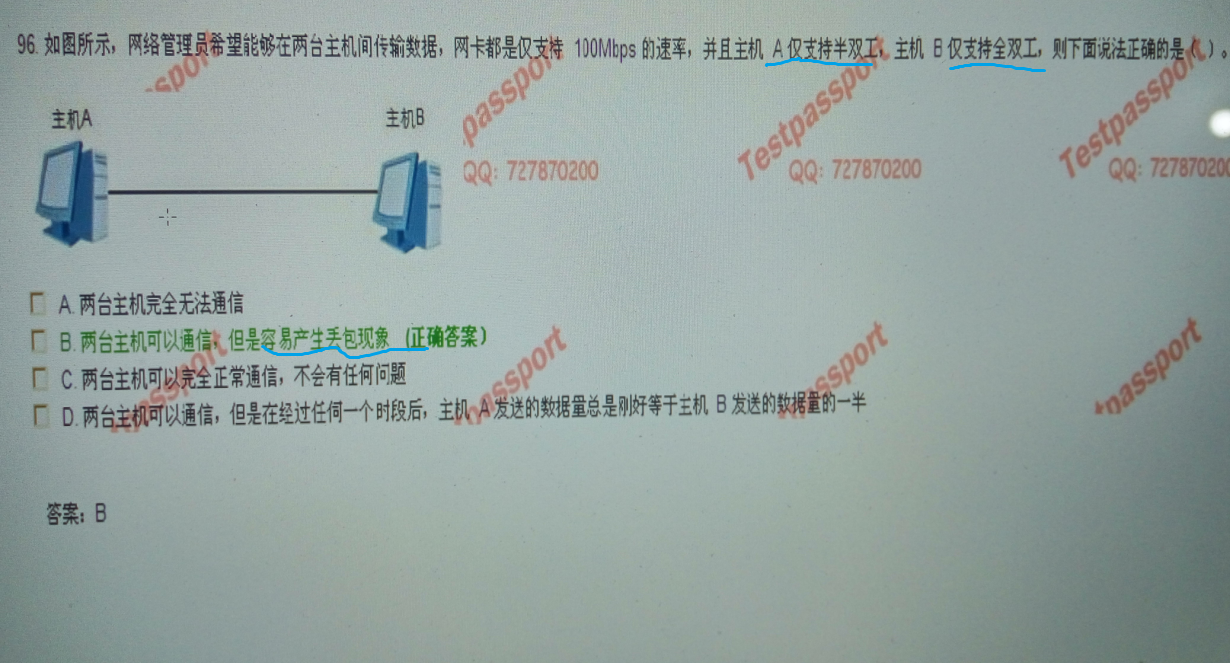 96. 如图所示，网络管理员希望能够在两台主机间传输数据，网卡都是仅支持 100Mbps 的速率，并且主机 A 仅支持半双工，主机 B 仅支持全双工，则下面说法正确的是（ ）。
passport
passport
Testpassport
Testpassport
主机A
主机B
QQ: 727870200
QQ: 727870200
QQ: 72787020
A. 两台主机完全无法通信
B. 两台主机可以通信，但是容易产生丢包现象 (正确答案)
C. 两台主机可以完全正常通信，不会有任何问题
D. 两台主机可以通信，但是在经过任何一个时段后，主机 A 发送的数据量总是刚好等于主机 B 发送的数据量的一半
passport
passport
passport
passport
答案：B